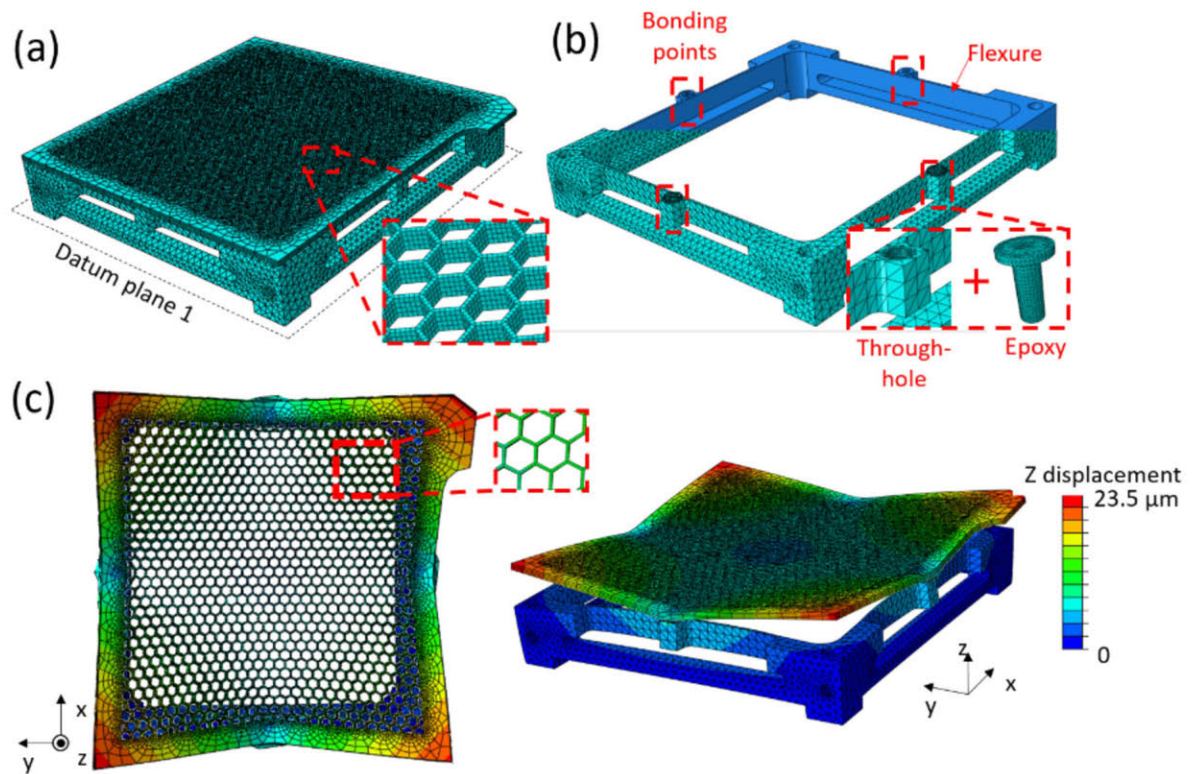 (a)
Datum plane 1
(b)
Bonding
points
Flexure
+
Through-
hole
Epoxy
(c)
x
y
z
Z displacement
23.5 µm
0
z
x
y